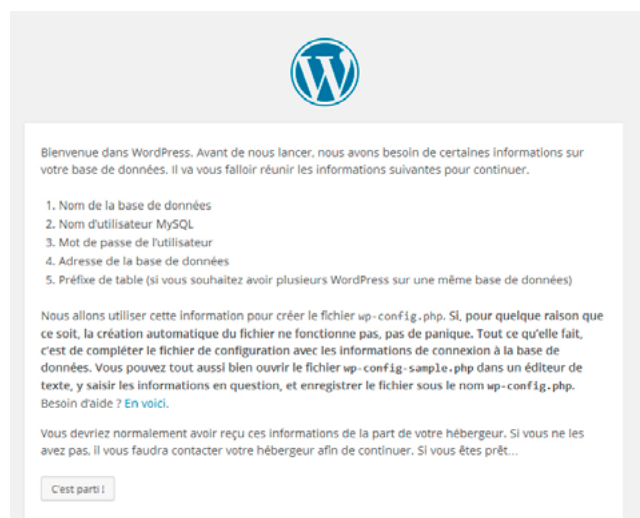 Bienvenue dans WordPress. Avant de nous lancer, nous avons besoin de certaines informations sur
votre base de données. Il va vous falloir réunir les informations suivantes pour continuer.
1. Nom de la base de données
2. Nom d'utilisateur MySQL
3. Mot de passe de l'utilisateur
4. Adresse de la base de données
5. Préfixe de table (si vous souhaitez avoir plusieurs WordPress sur une même base de données)
Nous allons utiliser cette information pour créer le fichier wp-config.php. Si, pour quelque raison que
ce soit, la création automatique du fichier ne fonctionne pas, pas de panique. Tout ce qu'elle fait,
c'est de compléter le fichier de configuration avec les informations de connexion à la base de
données. Vous pouvez tout aussi bien ouvrir le fichier wp-config-sample.php dans un éditeur de
texte, y saisir les informations en question, et enregistrer le fichier sous le nom wp-config.php.
Besoin d'aide ? En voici.
Vous devriez normalement avoir reçu ces informations de la part de votre hébergeur. Si vous ne les
avez pas, il vous faudra contacter votre hébergeur afin de continuer. Si vous êtes prêt…
C'est parti !